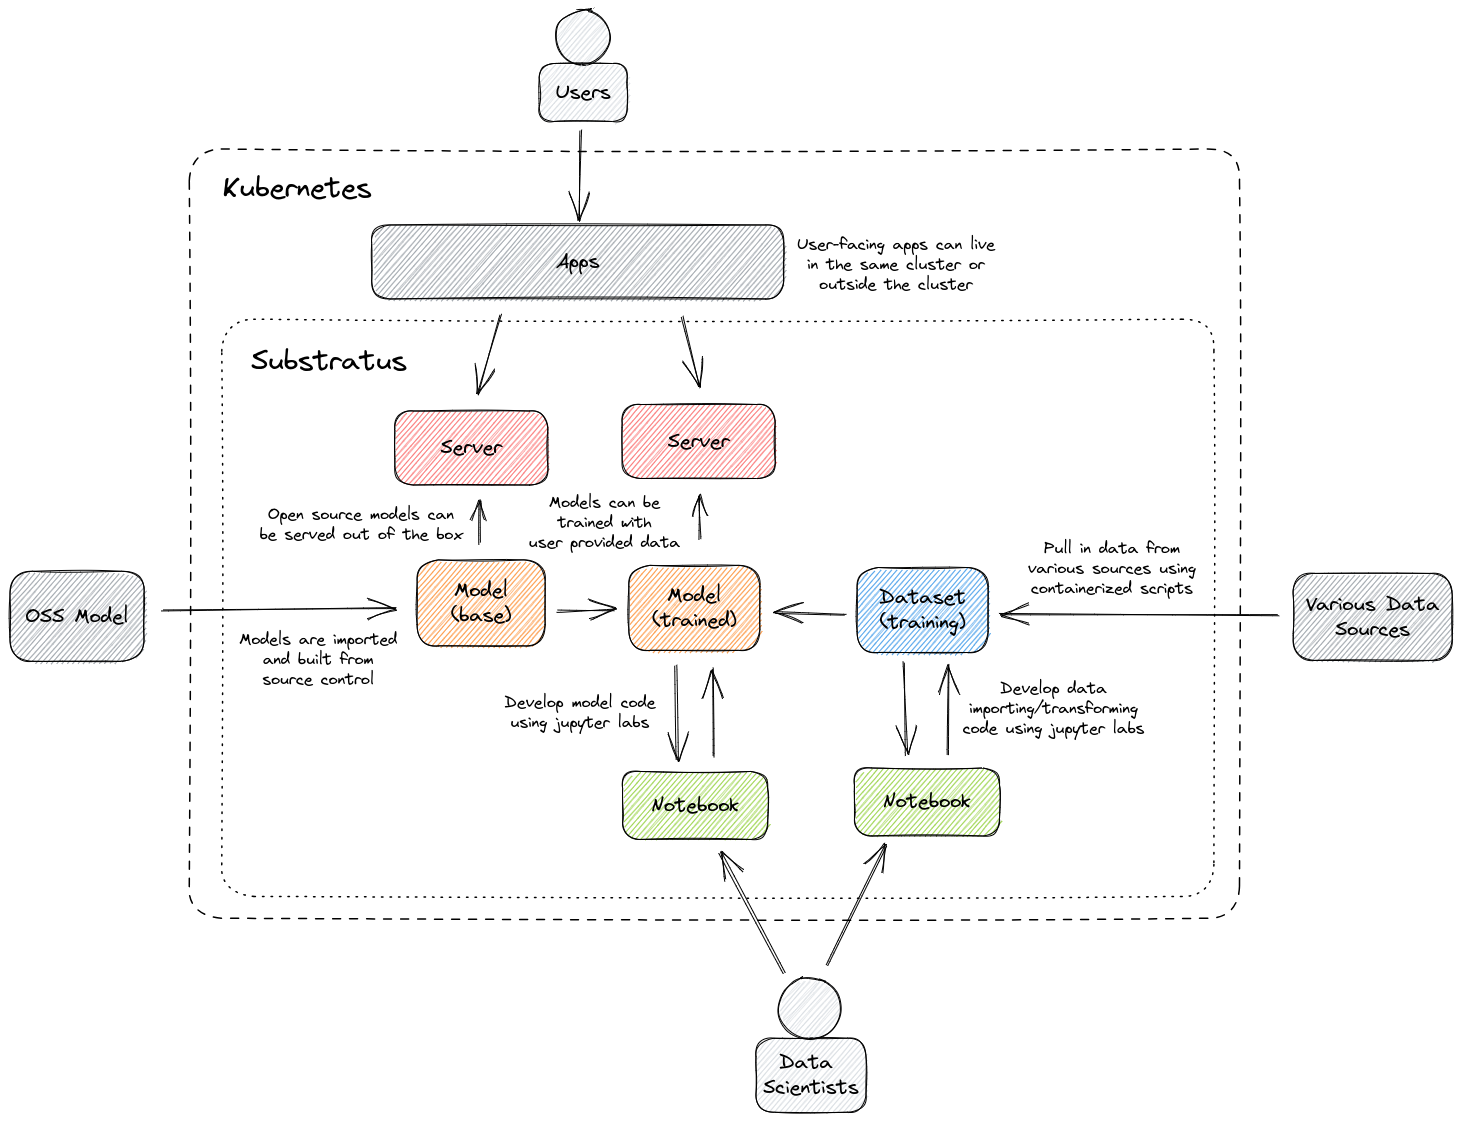 Users
Kubernetes
Apps
User-facing apps can live
in the same cluster or
outside the cluster
Substratus
Server
Server
Open source models can
be served out of the box
Models can be
trained with
user provided data
Pull in data from
various sources using
containerized scripts
OSS Model
Model
(base)
Model
(trained)
Dataset
(training)
Various Data
Sources
Models are imported
and built from
source control
Develop model code
using jupyter labs
Develop data
importing/transforming
code using jupyter labs
Notebook
Notebook
Data
Scientists